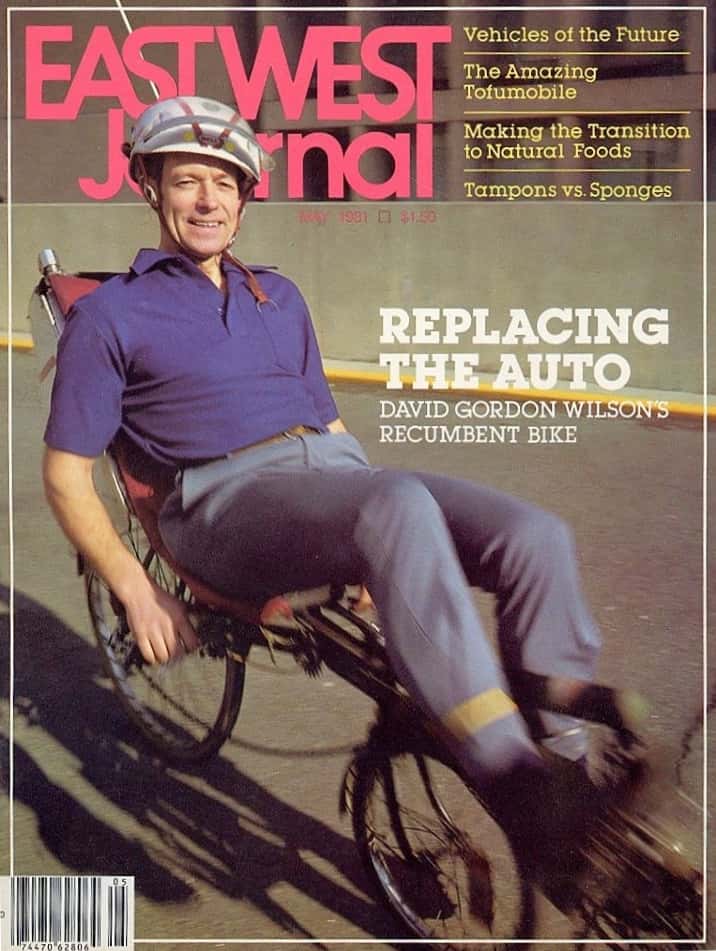 EAST WEST
Journal
MAY 1981 □ $1.50
Vehicles of the Future
The Amazing
Tofumobile
Making the Transition
to Natural Foods
Tampons vs. Sponges
REPLACING
THE AUTO
DAVID GORDON WILSON'S
RECUMBENT BIKE
05
74470 62806